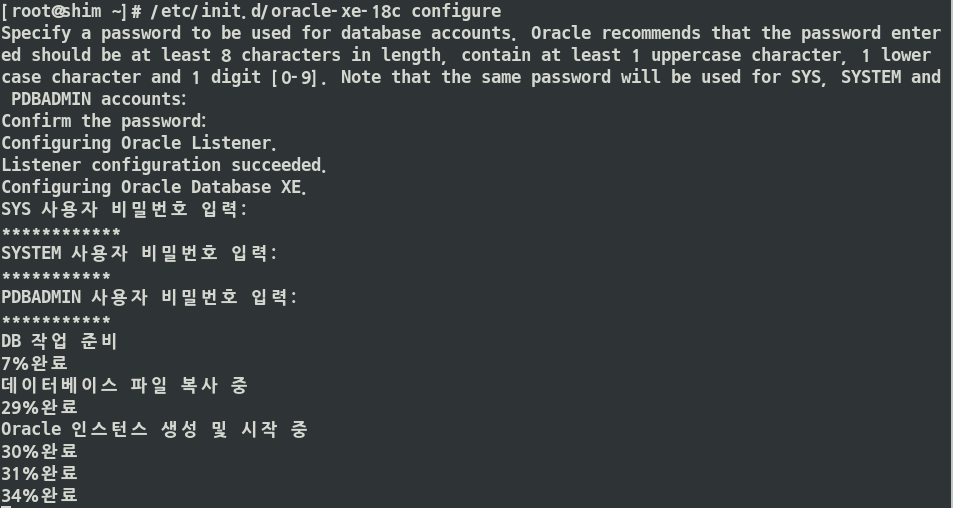 [root@shim ~]# /etc/init.d/oracle-xe-18c configure
Specify a password to be used for database accounts. Oracle recommends that the password enter
ed should be at least 8 characters in length, contain at least 1 uppercase character, 1 lower
case character and 1 digit [0-9]. Note that the same password will be used for SYS, SYSTEM and
 PDBADMIN accounts:
Confirm the password:
Configuring Oracle Listener.
Listener configuration succeeded.
Configuring Oracle Database XE.
SYS 사용자 비밀번호 입력:
************
SYSTEM 사용자 비밀번호 입력:
***********
PDBADMIN 사용자 비밀번호 입력:
***********
DB 작업 준비
7%완료
데이터베이스 파일 복사 중
29%완료
Oracle 인스턴스 생성 및 시작 중
30%완료
31%완료
34%완료